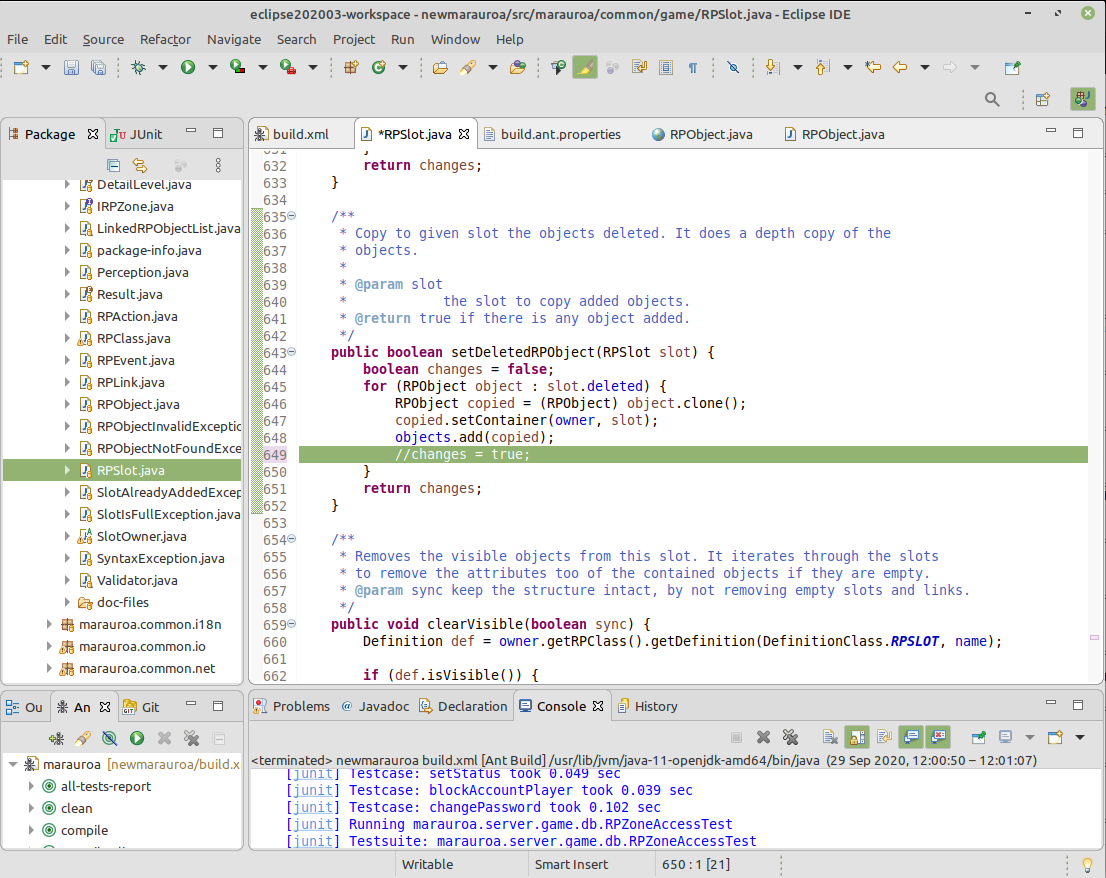 eclipse202003-workspace - newmarauroa/src/marauroa/common/game/RPSlot.java - Eclipse IDE
File Edit Source Refactor Navigate Search Project Run Window Help
Package JUnit
DetailLevel.java
IRPZone.java
LinkedRPObjectList.java
package-info.java
Perception.java
Result.java
RPAction.java
RPClass.java
RPEvent.java
RPLink.java
RPObject.java
RPObjectInvalidExceptic
RPObjectNotFoundExce
RPSlot.java
SlotAlreadyAddedExcep
SlotIsFullException.java
SlotOwner.java
SyntaxException.java
Validator.java
doc-files
marauroa.common.i18n
marauroa.common.io
marauroa.common.net
build.xml *RPSlot.java build.ant.properties RPObject.java RPObject.java
631 }
632 return changes;
633 }
634
635 /**
636 * Copy to given slot the objects deleted. It does a depth copy of the
637 * objects.
638 *
639 * @param slot
640 * the slot to copy added objects.
641 * @return true if there is any object added.
642 */
643 public boolean setDeletedRPObject(RPSlot slot) {
644 boolean changes = false;
645 for (RPObject object : slot.deleted) {
646 RPObject copied = (RPObject) object.clone();
647 copied.setContainer(owner, slot);
648 objects.add(copied);
649 //changes = true;
650 }
651 return changes;
652 }
653
654 /**
655 * Removes the visible objects from this slot. It iterates through the slots
656 * to remove the attributes too of the contained objects if they are empty.
657 * @param sync keep the structure intact, by not removing empty slots and links.
658 */
659 public void clearVisible(boolean sync) {
660 Definition def = owner.getRPClass().getDefinition(DefinitionClass.RPSLOT, name);
661
662 if (def.isVisible()) {
Ou An Git
marauroa [newmarauroa/build.x
all-tests-report
clean
compile
Problems @ Javadoc Declaration Console History
<terminated> newmarauroa build.xml [Ant Build] /usr/lib/jvm/java-11-openjdk-amd64/bin/java (29 Sep 2020, 12:00:50 – 12:01:07)
[junit] Testcase: setStatus took 0.049 sec
[junit] Testcase: blockAccountPlayer took 0.039 sec
[junit] Testcase: changePassword took 0.102 sec
[junit] Running marauroa.server.game.db.RPZoneAccessTest
[junit] Testsuite: marauroa.server.game.db.RPZoneAccessTest
Writable Smart Insert 650 : 1 [21]